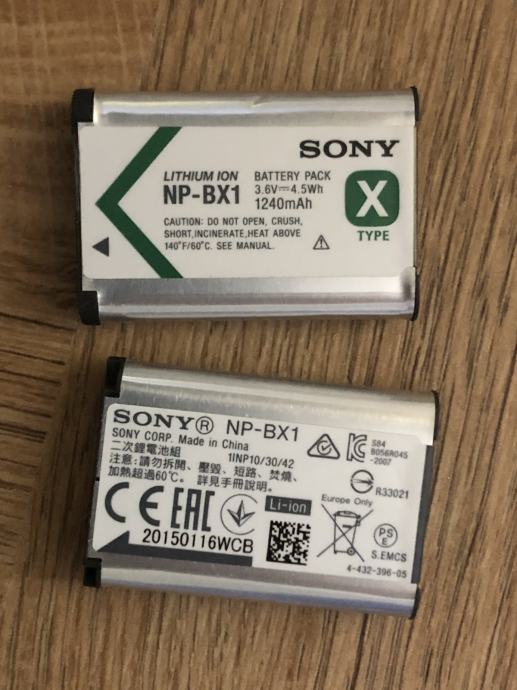 SONY
LITHIUM ION
NP-BX1
BATTERY PACK
3.6V⎓4.5Wh
1240mAh
X
TYPE
CAUTION: DO NOT OPEN, CRUSH,
SHORT,INCINERATE,HEAT ABOVE
140°F/60°C. SEE MANUAL.
SONY® NP-BX1
SONY CORP. Made in China
1INP10/30/42
二次鋰電池組
注意:請勿拆開、壓毀、短路、焚燒、
加熱超過60℃。 詳見手冊說明。
S84
B056R045
-2007
R33021
CE EAC
Li-ion
Europe Only
20150116WCB
PS
E
S.EMCS
4-432-396-05